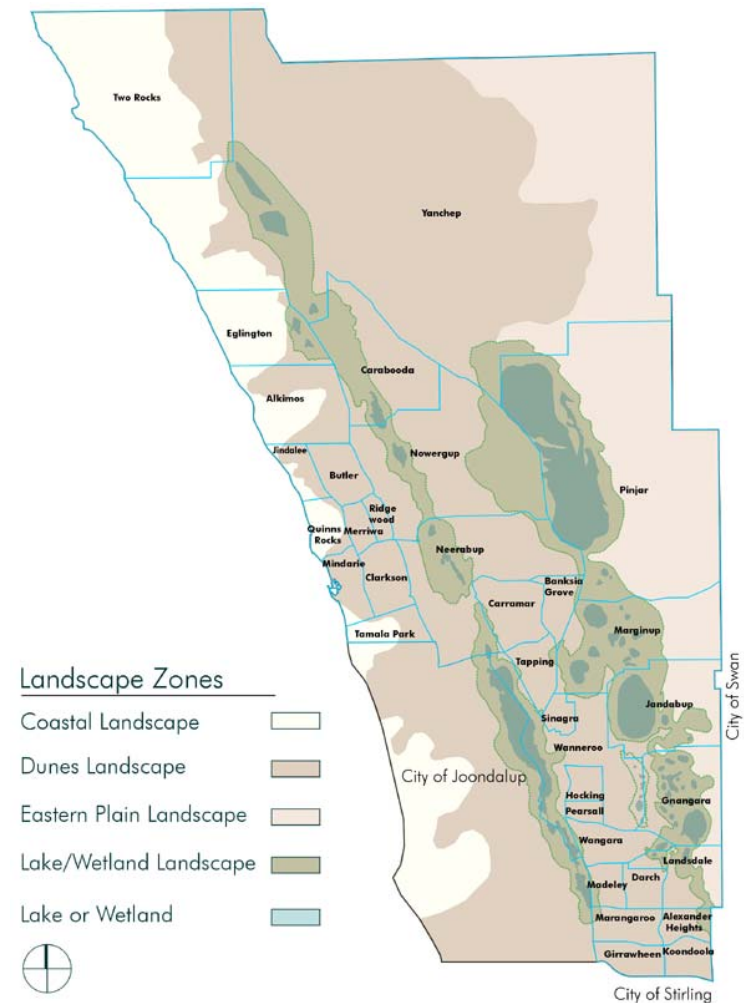 Two Rocks
Yanchep
Eglington
Carabooda
Alkimos
Jindalee
Nowergup
Butler
Pinjar
Ridge
wood
Quinns
Rocks
Merriwa
Neerabup
Mindarie
Clarkson
Banksia
Grove
Carramar
Tamala Park
Marginup
Tapping
Jandabup
Sinagra
Wanneroo
City of Swan
City of Joondalup
Hocking
Pearsall
Gnangara
Wangara
Landsdale
Darch
Madeley
Marangaroo
Alexander
Heights
Girrawheen
Koondoola
City of Stirling
Landscape Zones
Coastal Landscape
Dunes Landscape
Eastern Plain Landscape
Lake/Wetland Landscape
Lake or Wetland